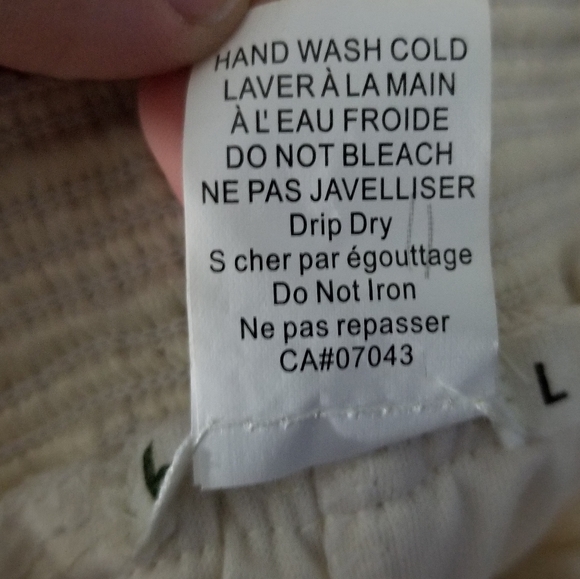 HAND WASH COLD
LAVER À LA MAIN
À L' EAU FROIDE
DO NOT BLEACH
NE PAS JAVELLISER
Drip Dry
S cher par égouttage
Do Not Iron
Ne pas repasser
CA#07043
L